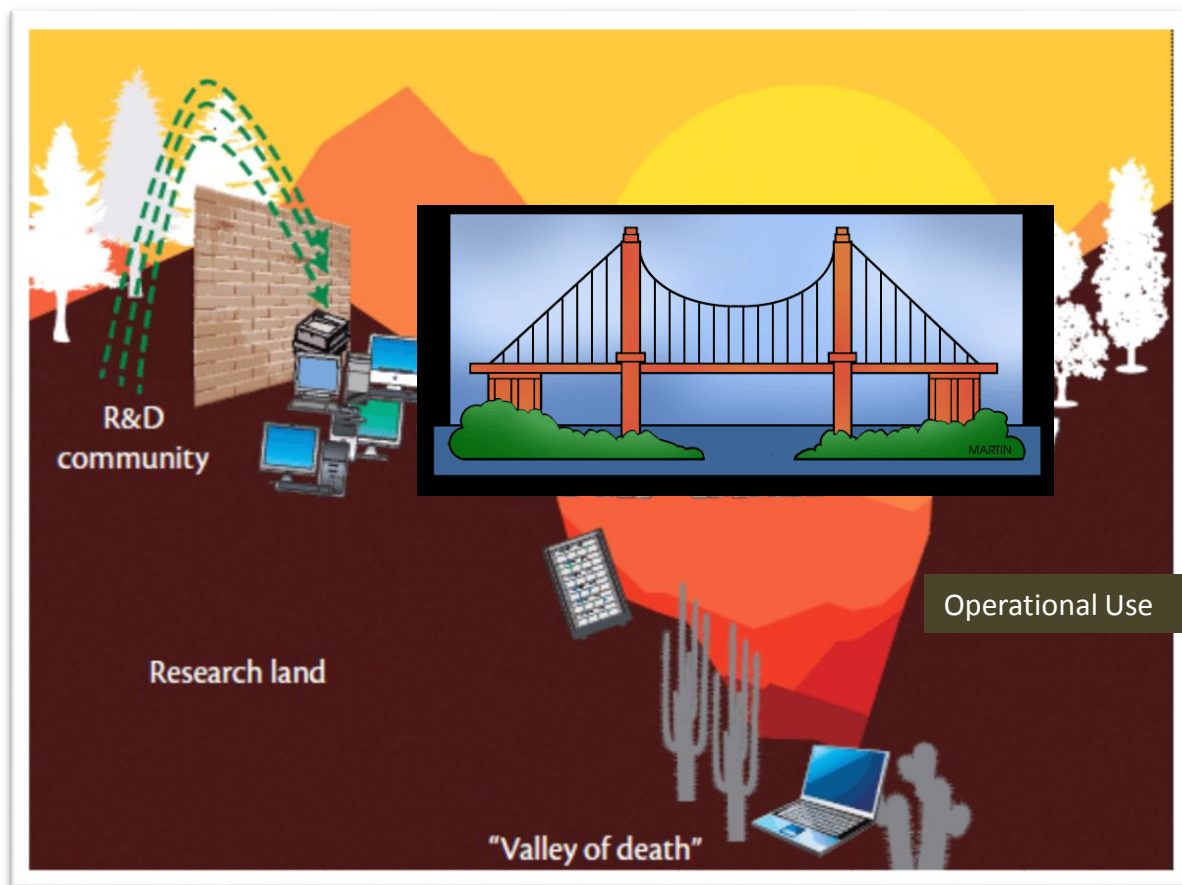 R&D
community
MARTIN
Operational Use
Research land
“Valley of death”